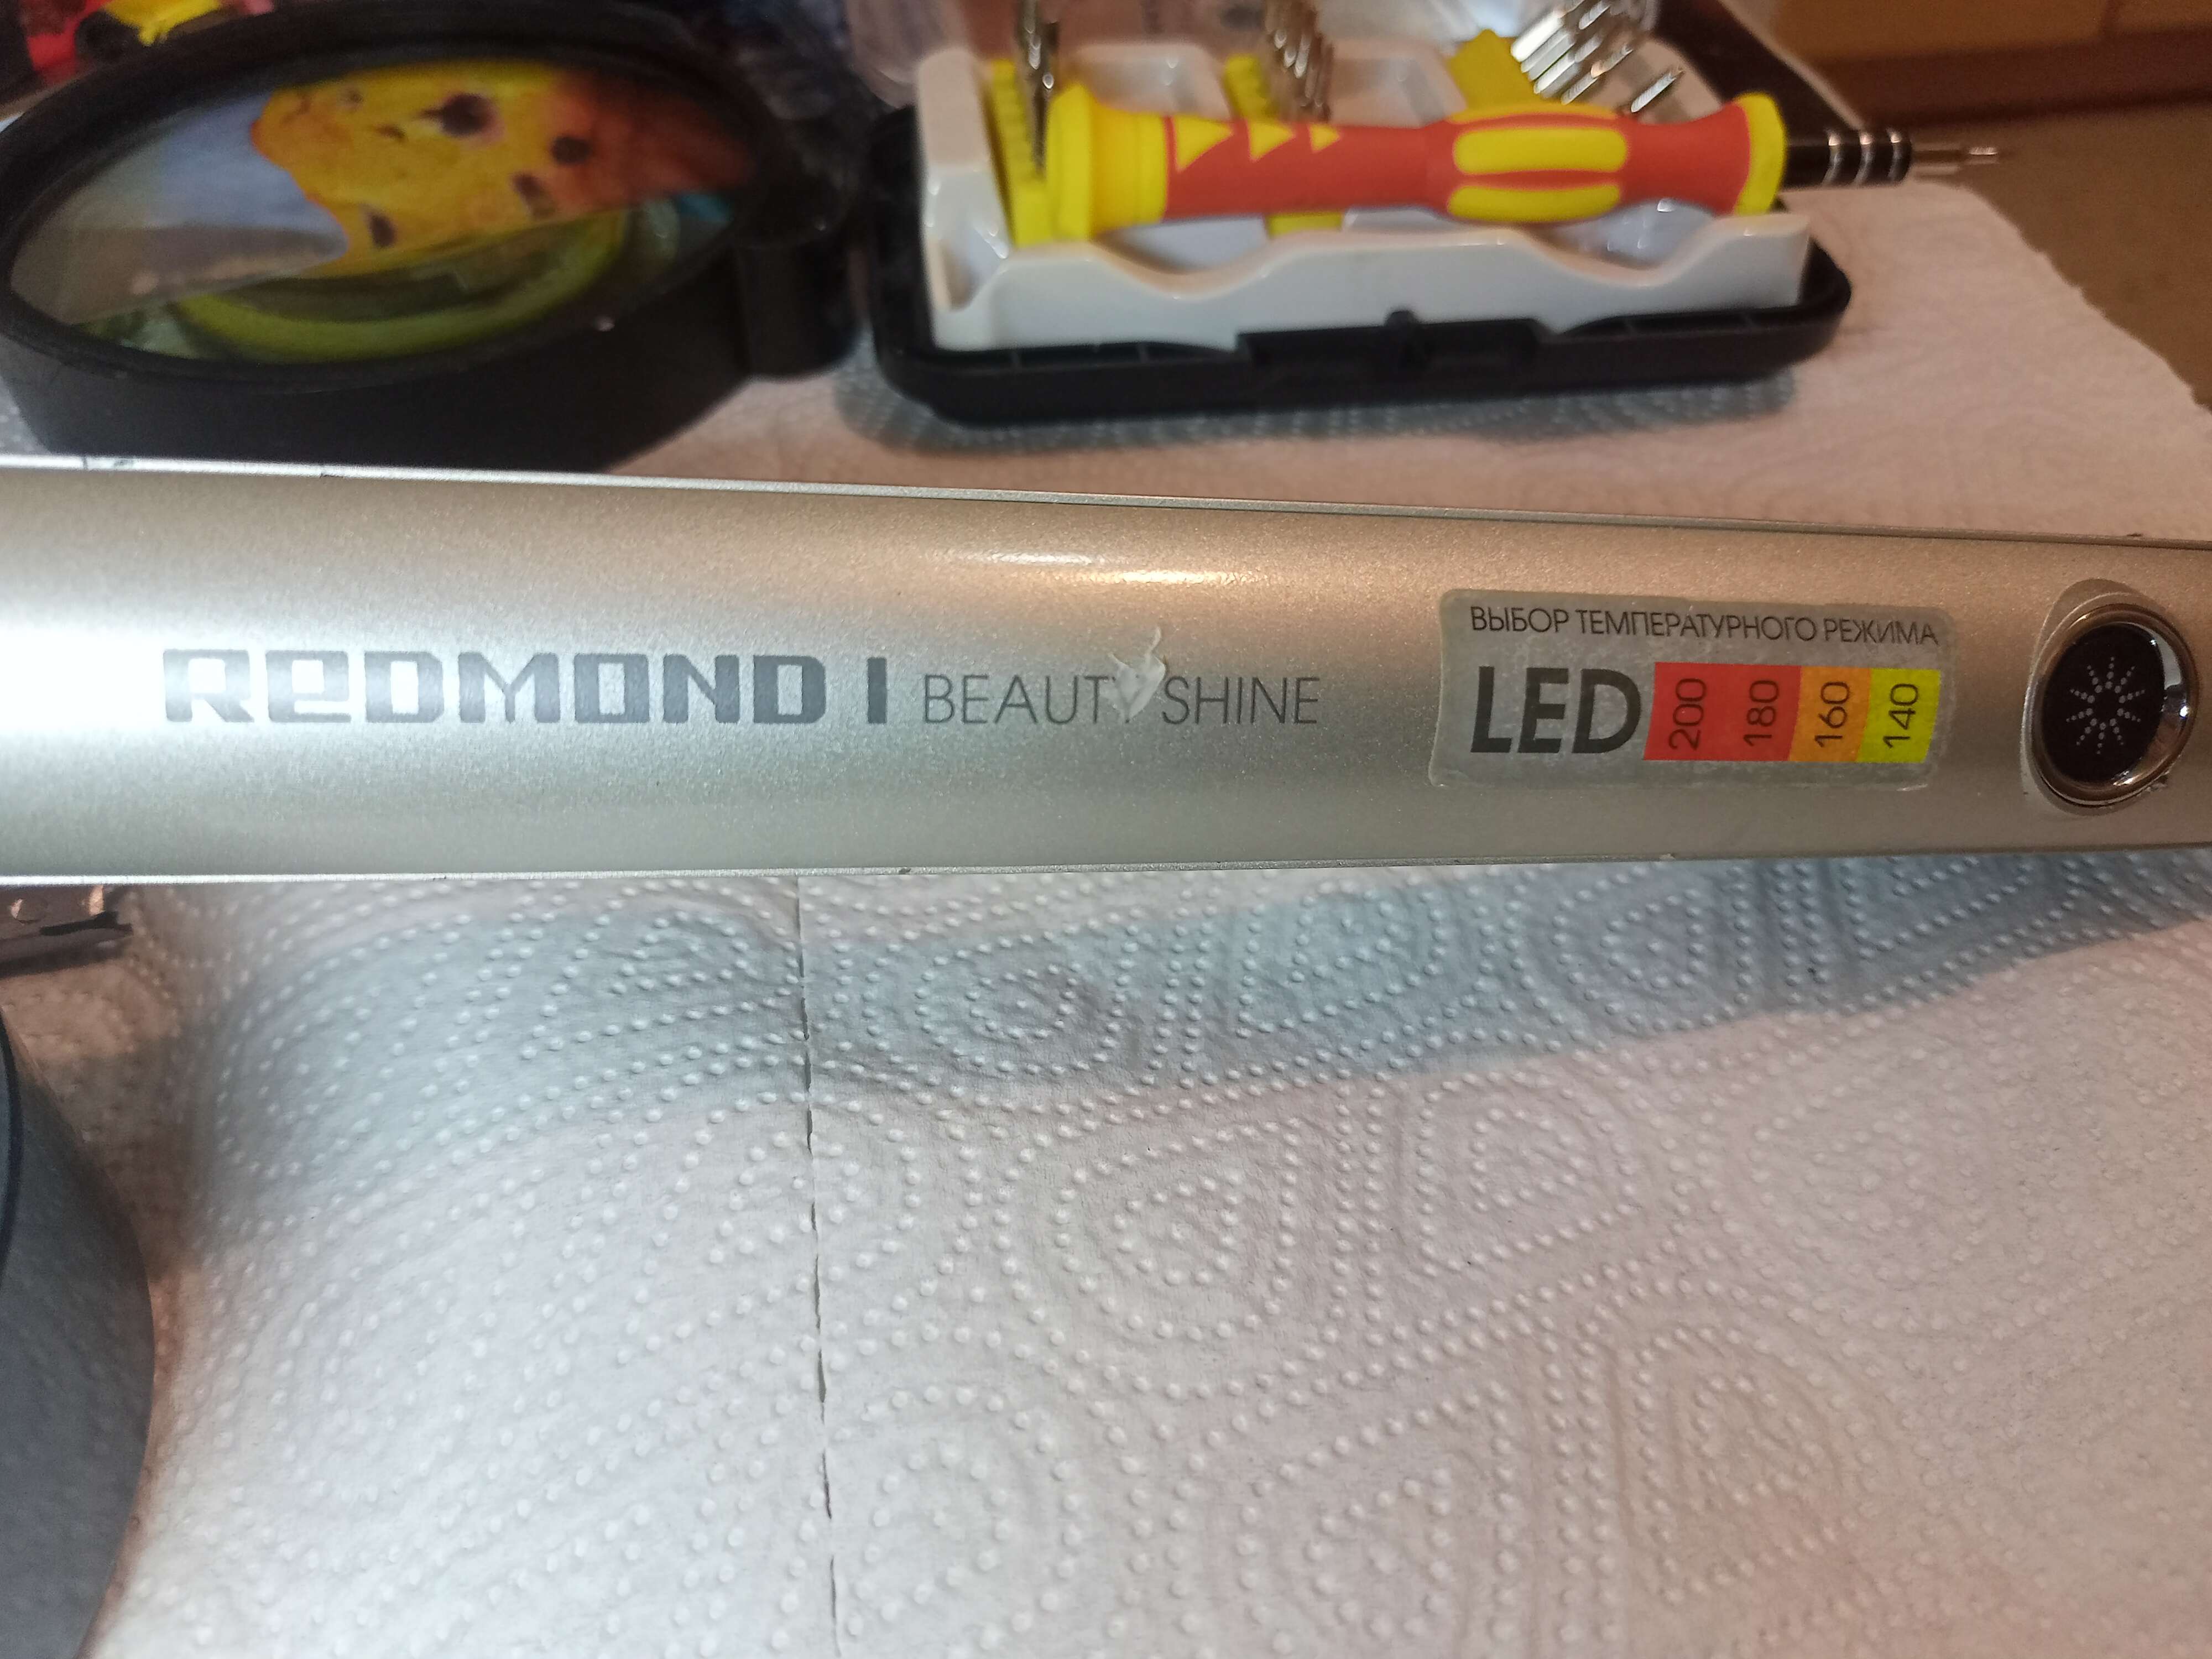 REDMOND | BEAUTY SHINE
ВЫБОР ТЕМПЕРАТУРНОГО РЕЖИМА
LED 200 180 160 140